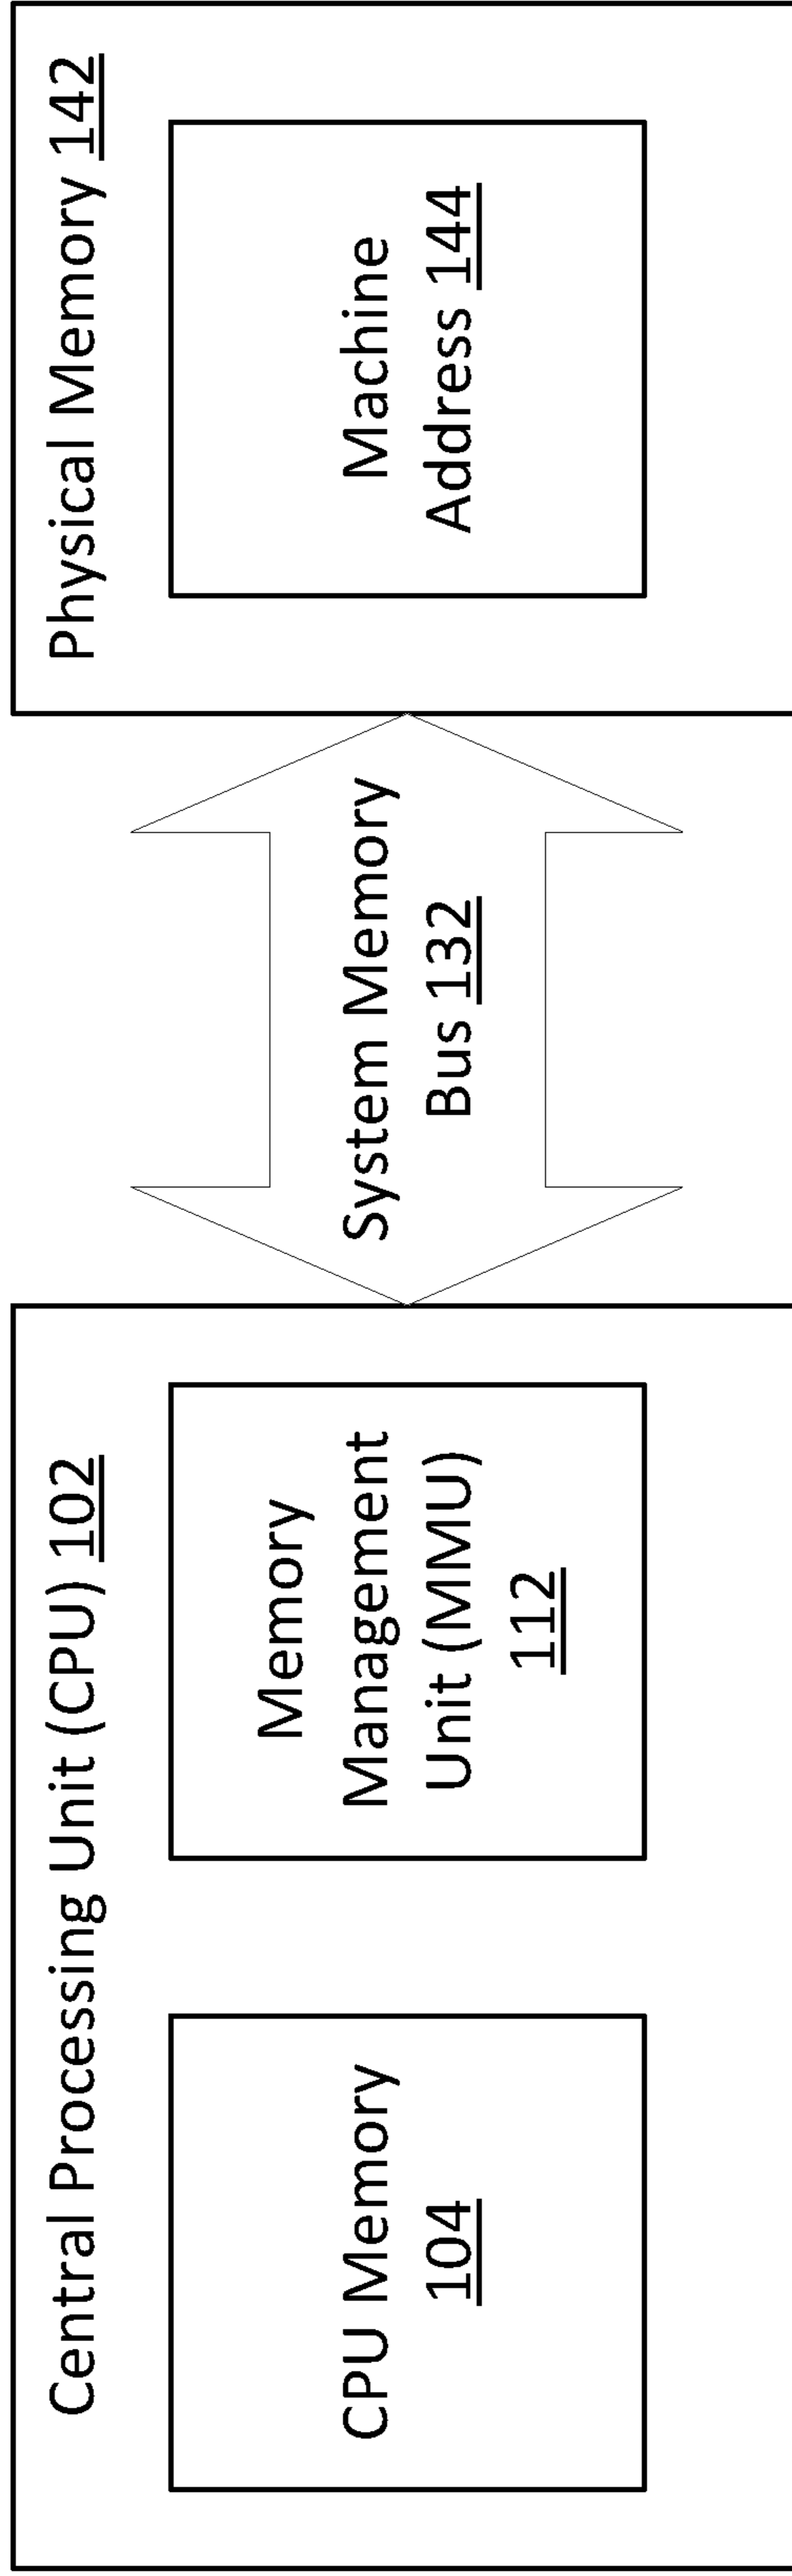 Central Processing Unit (CPU) 102
CPU Memory
104
Memory
Management
Unit (MMU)
112
System Memory
Bus 132
Physical Memory 142
Machine
Address 144